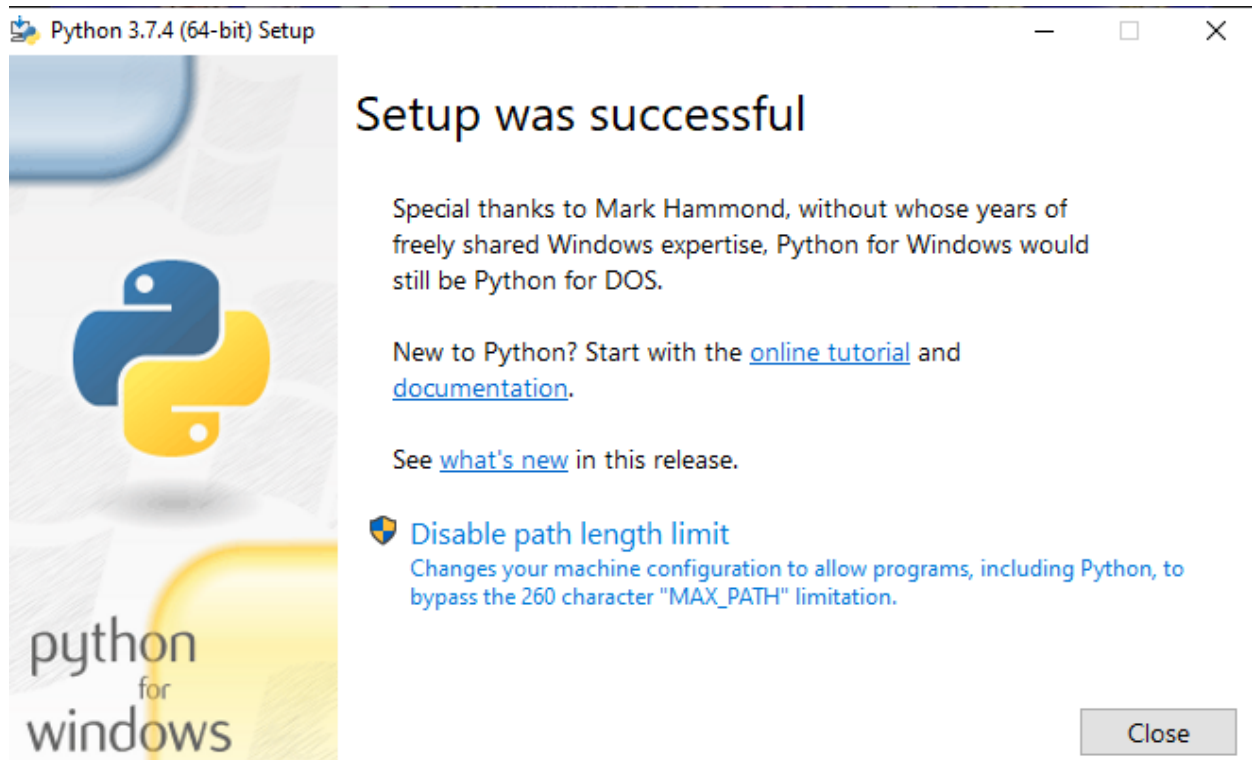 Python 3.7.4 (64-bit) Setup
Setup was successful
Special thanks to Mark Hammond, without whose years of
freely shared Windows expertise, Python for Windows would
still be Python for DOS.
New to Python? Start with the online tutorial and
documentation.
See what's new in this release.
Disable path length limit
Changes your machine configuration to allow programs, including Python, to
bypass the 260 character "MAX_PATH" limitation.
python
for
windows
Close